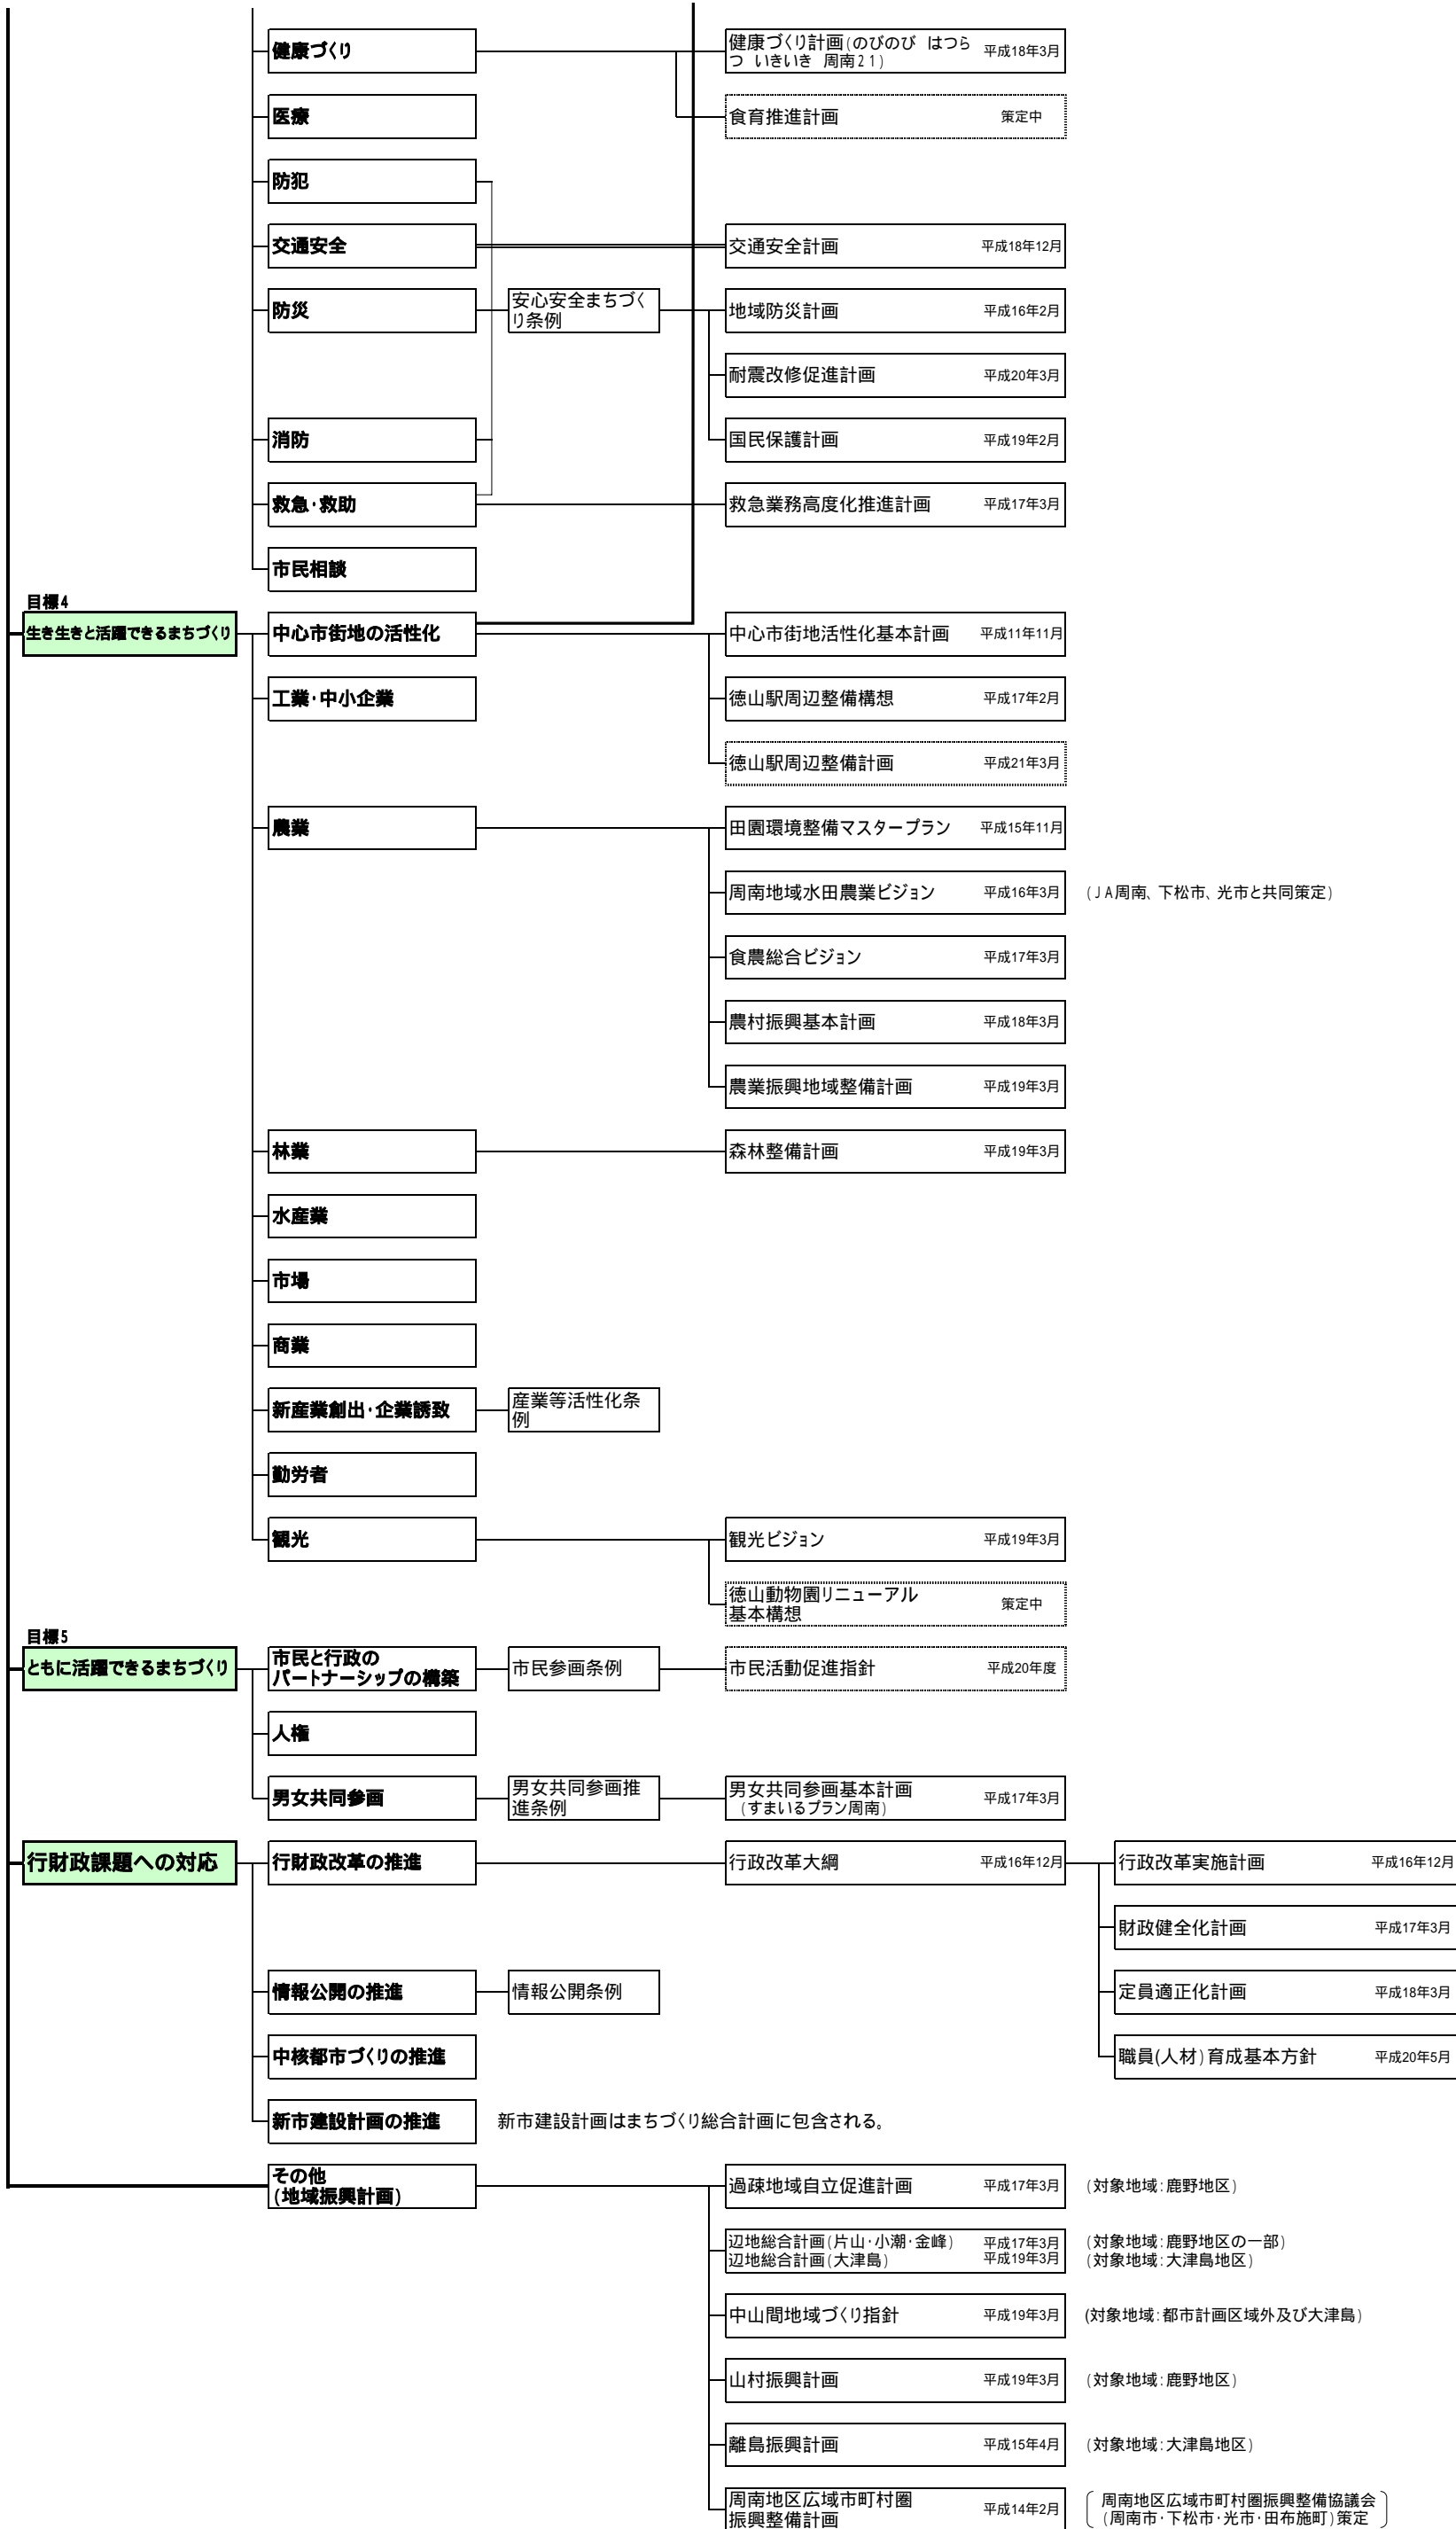 健康づくり
健康づくり計画(のびのび はつら
つ いきいき 周南21)
平成18年3月
医療
食育推進計画
策定中
防犯
交通安全
交通安全計画
平成18年12月
防災
安心安全まちづく
り条例
地域防災計画
平成16年2月
耐震改修促進計画
平成20年3月
消防
国民保護計画
平成19年2月
救急・救助
救急業務高度化推進計画
平成17年3月
市民相談
目標4
生き生きと活躍できるまちづくり
中心市街地の活性化
中心市街地活性化基本計画
平成11年11月
工業・中小企業
徳山駅周辺整備構想
平成17年2月
徳山駅周辺整備計画
平成21年3月
農業
田園環境整備マスタープラン
平成15年11月
周南地域水田農業ビジョン
平成16年3月
(JA周南、下松市、光市と共同策定)
食農総合ビジョン
平成17年3月
農村振興基本計画
平成18年3月
農業振興地域整備計画
平成19年3月
林業
森林整備計画
平成19年3月
水産業
市場
商業
新産業創出・企業誘致
産業等活性化条
例
勤労者
観光
観光ビジョン
平成19年3月
徳山動物園リニューアル
基本構想
策定中
目標5
ともに活躍できるまちづくり
市民と行政の
パートナーシップの構築
市民参画条例
市民活動促進指針
平成20年度
人権
男女共同参画
男女共同参画推
進条例
男女共同参画基本計画
(すまいるプラン周南)
平成17年3月
行財政課題への対応
行財政改革の推進
行政改革大綱
平成16年12月
行政改革実施計画
平成16年12月
財政健全化計画
平成17年3月
情報公開の推進
情報公開条例
定員適正化計画
平成18年3月
中核都市づくりの推進
職員(人材)育成基本方針
平成20年5月
新市建設計画の推進
新市建設計画はまちづくり総合計画に包含される。
その他
(地域振興計画)
過疎地域自立促進計画
平成17年3月
(対象地域:鹿野地区)
辺地総合計画(片山・小潮・金峰)
平成17年3月
(対象地域:鹿野地区の一部)
辺地総合計画(大津島)
平成19年3月
(対象地域:大津島地区)
中山間地域づくり指針
平成19年3月
(対象地域:都市計画区域外及び大津島)
山村振興計画
平成19年3月
(対象地域:鹿野地区)
離島振興計画
平成15年4月
(対象地域:大津島地区)
周南地区広域市町村圏
振興整備計画
平成14年2月
周南地区広域市町村圏振興整備協議会
(周南市・下松市・光市・田布施町)策定